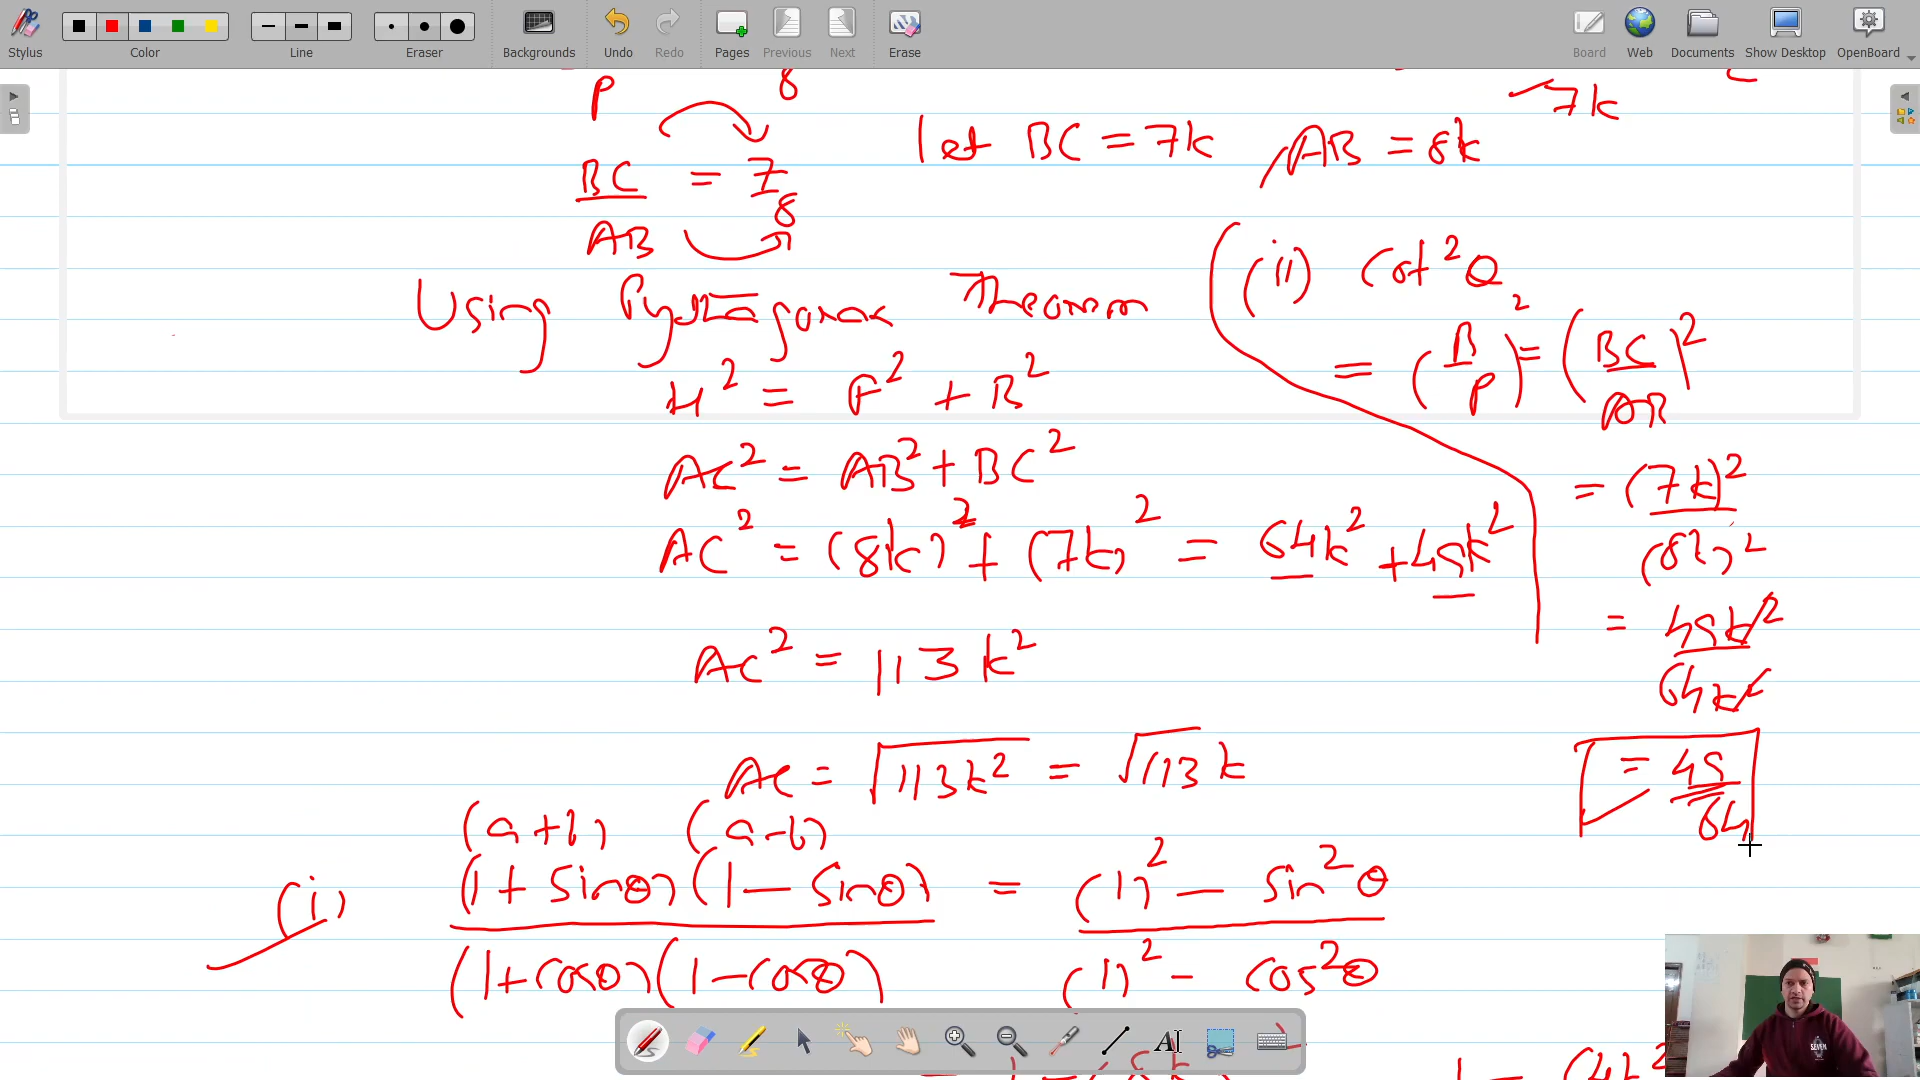 Stylus Color Line Eraser Backgrounds Undo Redo Pages Previous Next Erase Board Web Documents Show Desktop OpenBoard
P 8 7k
let BC = 7k AB = 8k
BC = 7
AB 8
Using Theorem
(ii) Cot²θ
= (B/P)² = (BC/AB)²
H² = P² + B²
AC² = AB² + BC²
= (7k)²
(8k)²
AC² = (8k)² + (7k)² = 64k² + 49k²
= 49k²
64k²
AC² = 113k²
AC = √113k² = √113 k
= 49
64
(a+b) (a-b)
(i) (1 + Sinθ)(1 - Sinθ) = (1)² - Sin²θ
(1+cosθ)(1-cosθ) (1)² - Cos²θ
SEVEN